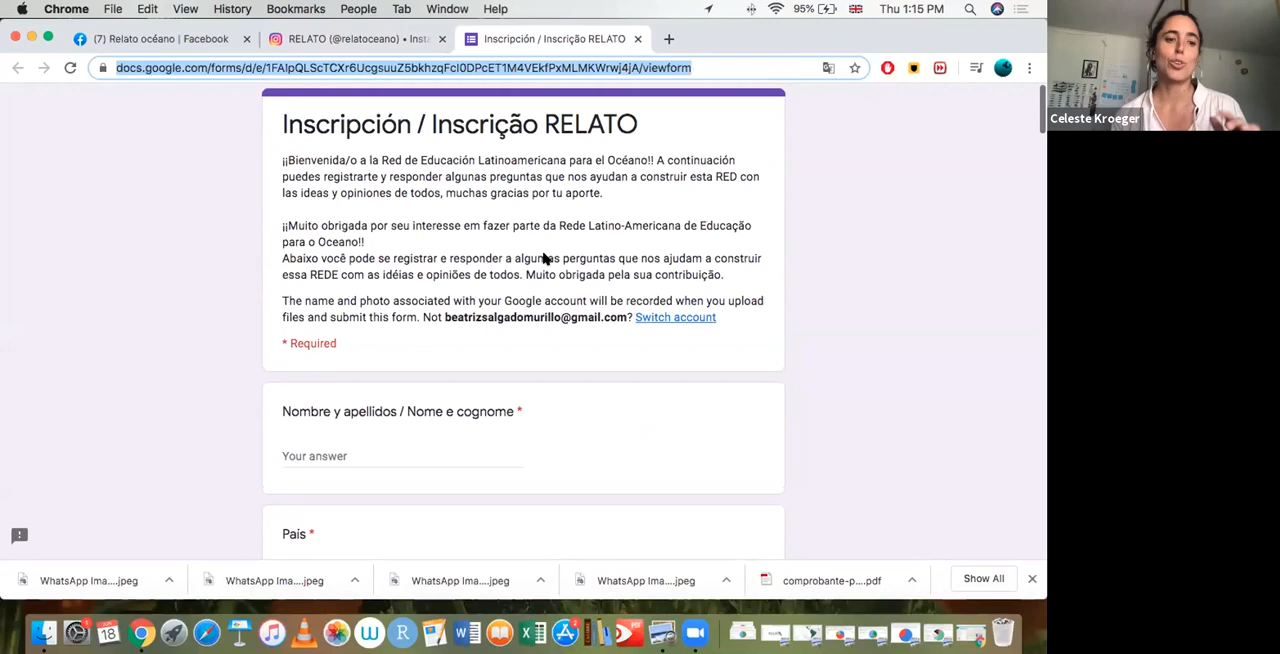 Chrome File Edit View History Bookmarks People Tab Window Help 95% Thu 1:15 PM
(7) Relato océano | Facebook RELATO (@relatoceano) • Insta Inscripción / Inscrição RELATO
docs.google.com/forms/d/e/1FAIpQLScTCXr6UcgsuuZ5bkhzqFcI0DPcET1M4VEkfPxMLMKWrwj4jA/viewform
Celeste Kroeger
Inscripción / Inscrição RELATO
¡¡Bienvenida/o a la Red de Educación Latinoamericana para el Océano!! A continuación
puedes registrarte y responder algunas preguntas que nos ayudan a construir esta RED con
las ideas y opiniones de todos, muchas gracias por tu aporte.
¡¡Muito obrigada por seu interesse em fazer parte da Rede Latino-Americana de Educação
para o Oceano!!
Abaixo você pode se registrar e responder a algumas perguntas que nos ajudam a construir
essa REDE com as idéias e opiniões de todos. Muito obrigada pela sua contribuição.
The name and photo associated with your Google account will be recorded when you upload
files and submit this form. Not beatrizsalgadomurillo@gmail.com? Switch account
* Required
Nombre y apellidos / Nome e cognome *
Your answer
País *
WhatsApp Ima....jpeg WhatsApp Ima....jpeg WhatsApp Ima....jpeg WhatsApp Ima....jpeg comprobante-p....pdf Show All